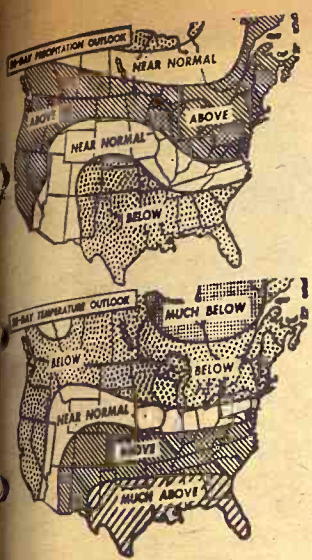 30-DAY PRECIPITATION OUTLOOK
NEAR NORMAL
ABOVE
ABOVE
NEAR NORMAL
BELOW
30-DAY TEMPERATURE OUTLOOK
MUCH BELOW
BELOW
BELOW
NEAR NORMAL
ABOVE
MUCH ABOVE